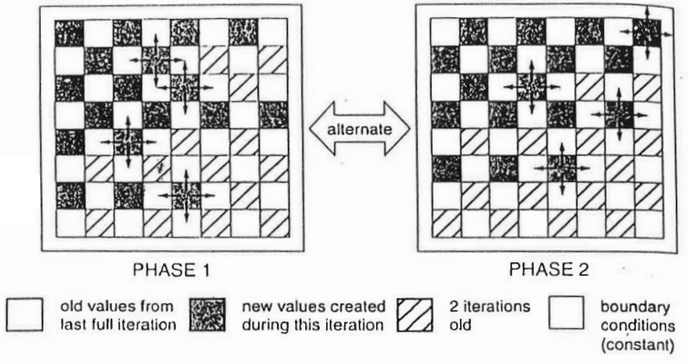 alternate
PHASE 1
PHASE 2
old values from
last full iteration
new values created
during this iteration
2 iterations
old
boundary
conditions
(constant)